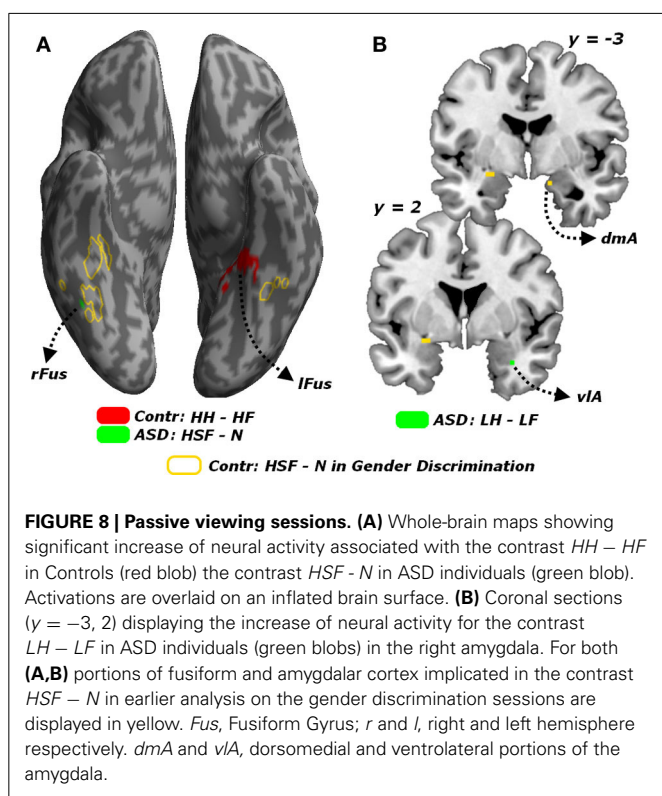 A
B
y = -3
y = 2
dmA
rFus
lFus
vlA
Contr: HH - HF
ASD: HSF - N
ASD: LH - LF
Contr: HSF - N in Gender Discrimination
FIGURE 8 | Passive viewing sessions. (A) Whole-brain maps showing
significant increase of neural activity associated with the contrast HH – HF
in Controls (red blob) the contrast HSF - N in ASD individuals (green blob).
Activations are overlaid on an inflated brain surface. (B) Coronal sections
(y = −3, 2) displaying the increase of neural activity for the contrast
LH – LF in ASD individuals (green blobs) in the right amygdala. For both
(A,B) portions of fusiform and amygdalar cortex implicated in the contrast
HSF – N in earlier analysis on the gender discrimination sessions are
displayed in yellow. Fus, Fusiform Gyrus; r and l, right and left hemisphere
respectively. dmA and vlA, dorsomedial and ventrolateral portions of the
amygdala.